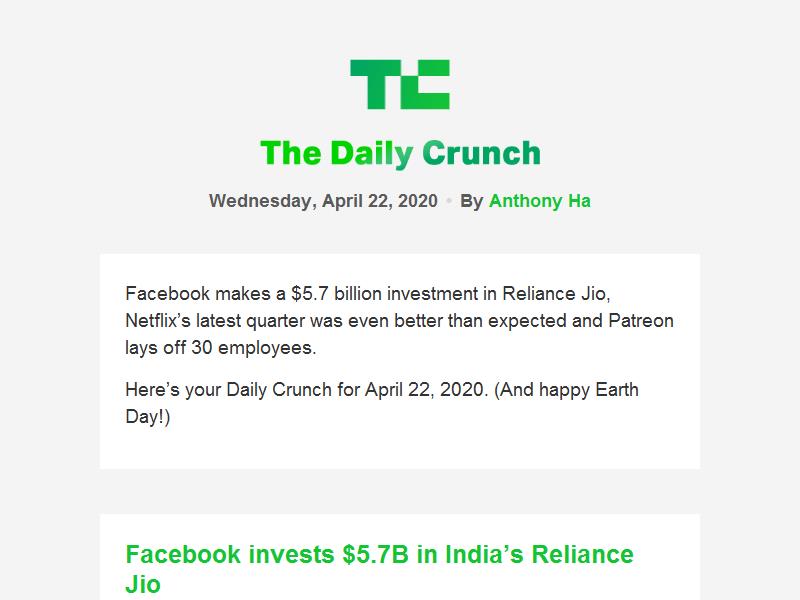 TC
The Daily Crunch
Wednesday, April 22, 2020 • By Anthony Ha
Facebook makes a $5.7 billion investment in Reliance Jio,
Netflix’s latest quarter was even better than expected and Patreon
lays off 30 employees.
Here’s your Daily Crunch for April 22, 2020. (And happy Earth
Day!)
Facebook invests $5.7B in India’s Reliance
Jio